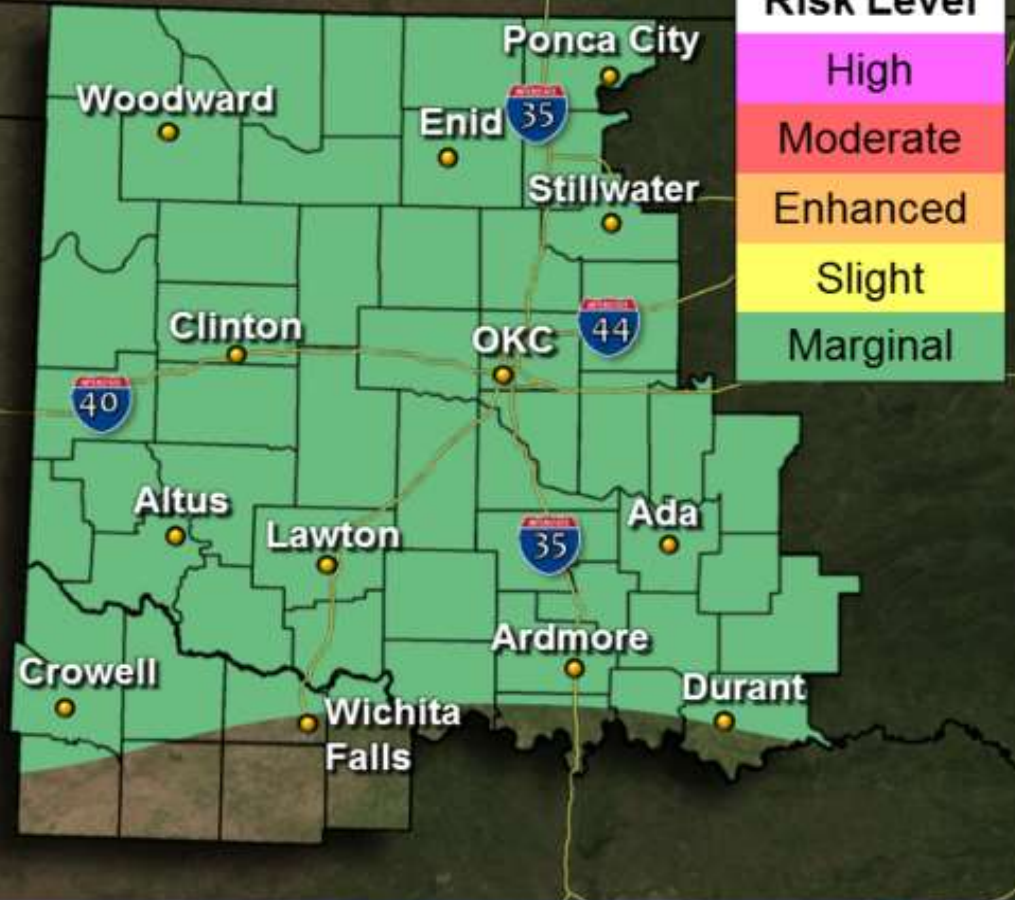 Risk Level
High
Moderate
Enhanced
Slight
Marginal
Ponca City
Woodward
Enid
35
Stillwater
Clinton
OKC
44
40
Altus
Lawton
35
Ada
Ardmore
Crowell
Durant
Wichita
Falls